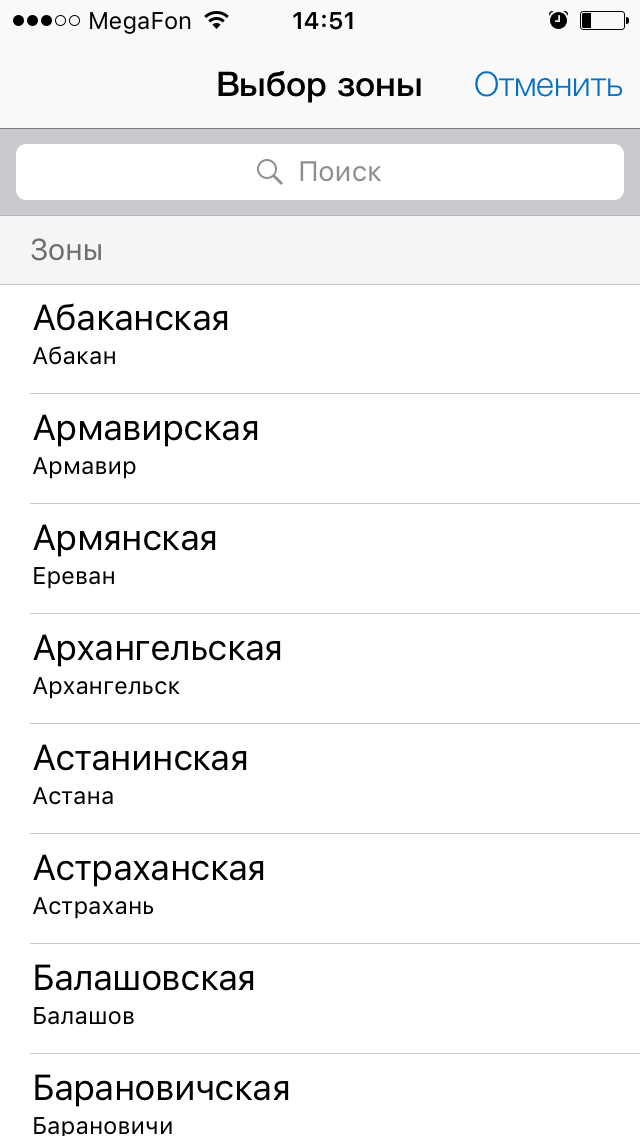 MegaFon 14:51
Выбор зоны Отменить
Поиск
Зоны
Абаканская
Абакан
Армавирская
Армавир
Армянская
Ереван
Архангельская
Архангельск
Астанинская
Астана
Астраханская
Астрахань
Балашовская
Балашов
Барановичская
Барановичи